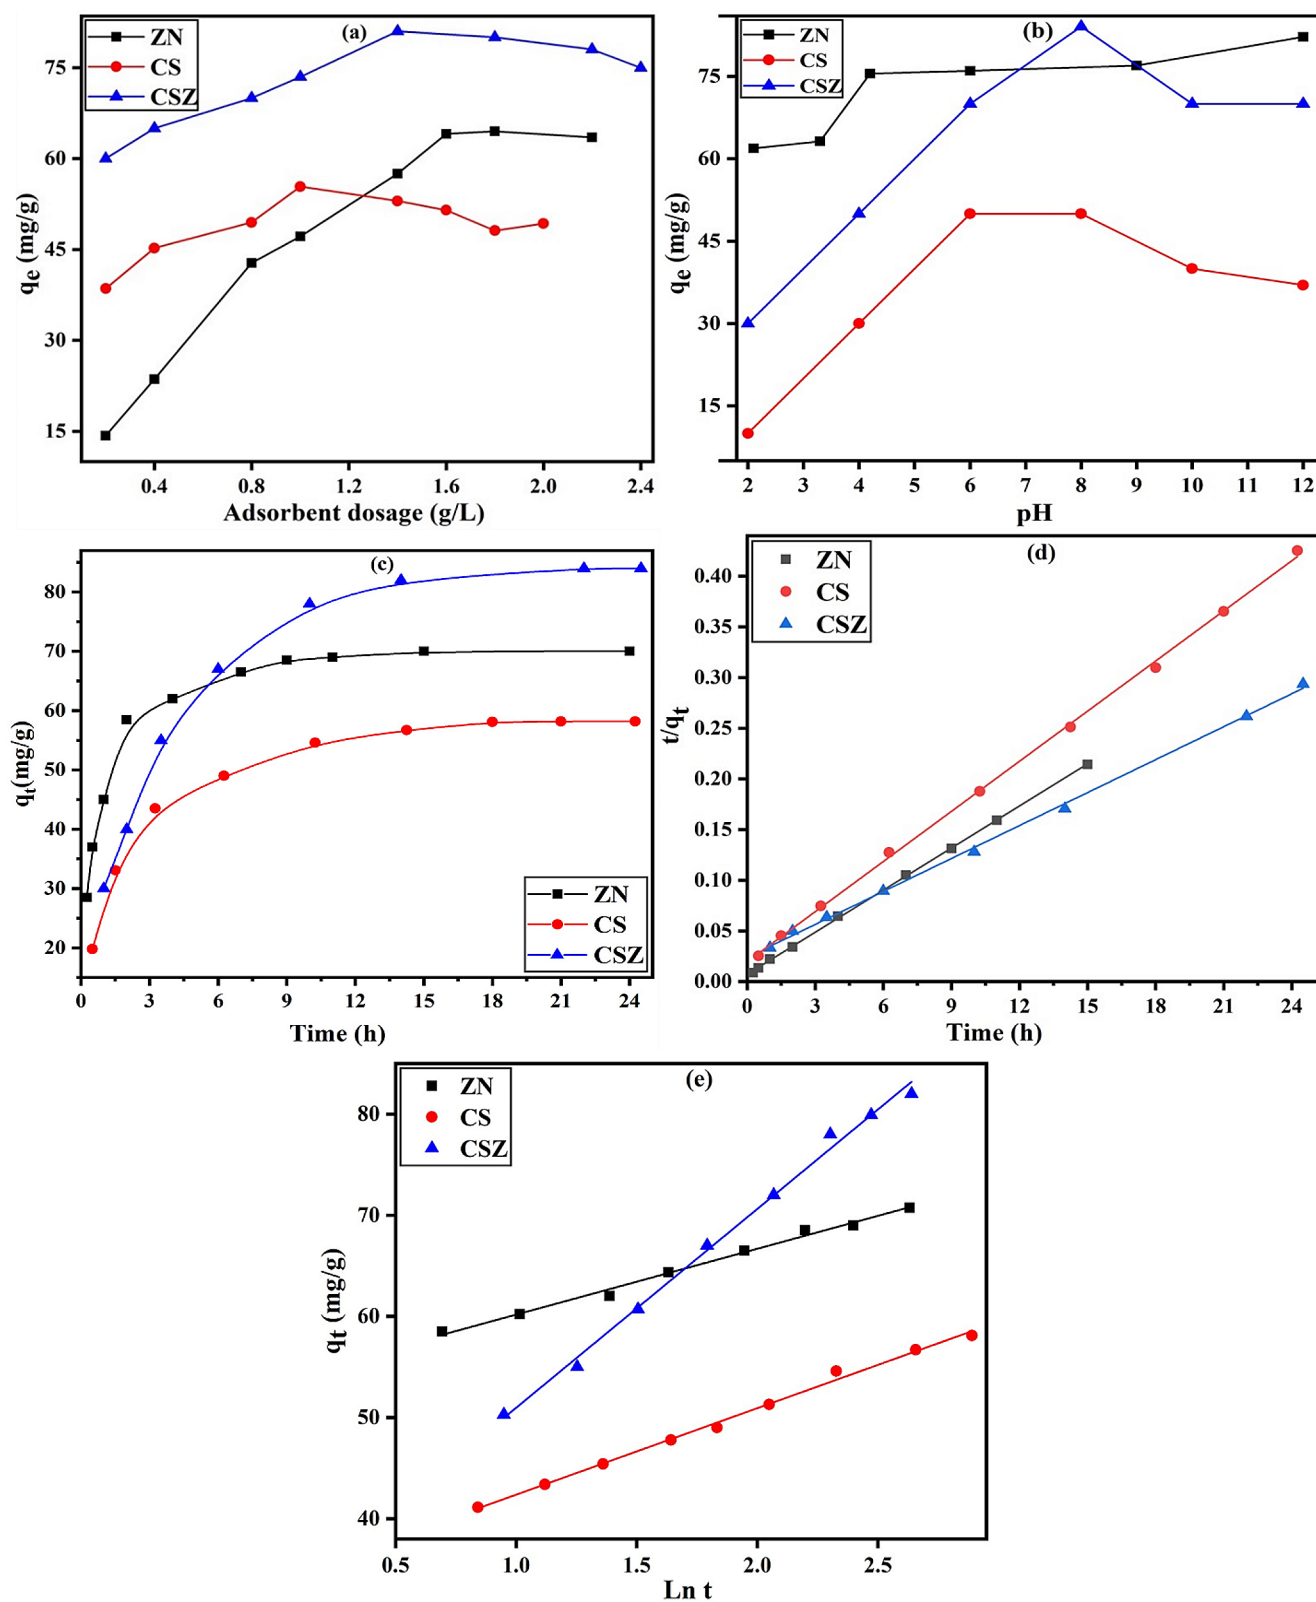 (a)
ZN
CS
CSZ
75
60
45
30
15
qe (mg/g)
0.4 0.8 1.2 1.6 2.0 2.4
Adsorbent dosage (g/L)
(b)
ZN
CS
CSZ
75
60
45
30
15
qe (mg/g)
2 3 4 5 6 7 8 9 10 11 12
pH
(c)
80
70
60
50
40
30
20
qt(mg/g)
ZN
CS
CSZ
0 3 6 9 12 15 18 21 24
Time (h)
(d)
ZN
CS
CSZ
0.40
0.35
0.30
0.25
0.20
0.15
0.10
0.05
0.00
t/qt
0 3 6 9 12 15 18 21 24
Time (h)
(e)
ZN
CS
CSZ
80
70
60
50
40
qt (mg/g)
0.5 1.0 1.5 2.0 2.5
Ln t